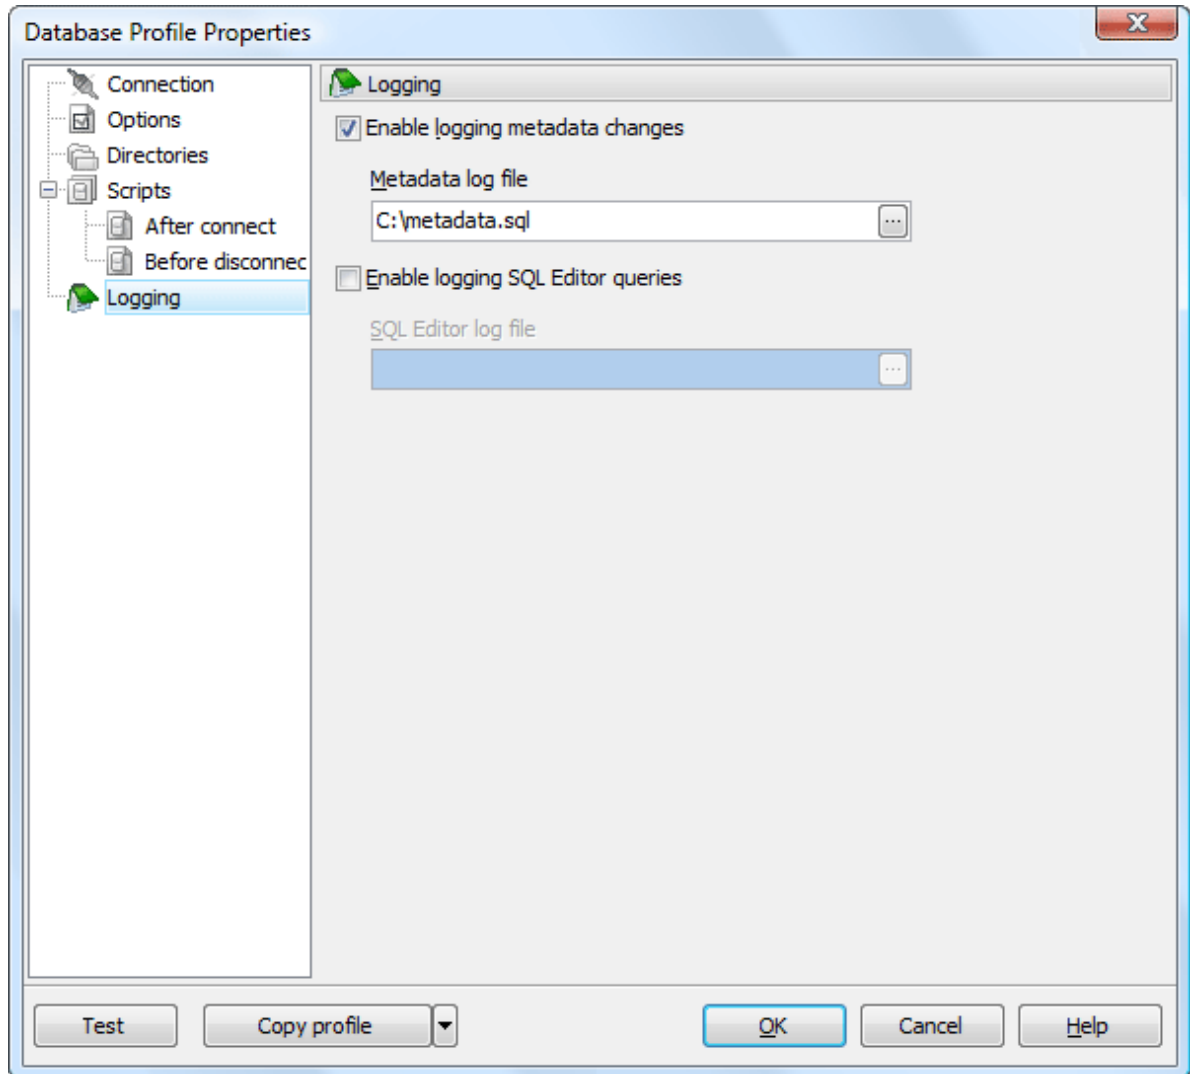 Database Profile Properties
Connection
Options
Directories
Scripts
After connect
Before disconnec
Logging
Logging
Enable logging metadata changes
Metadata log file
C:\metadata.sql
...
Enable logging SQL Editor queries
SQL Editor log file
...
Test
Copy profile
OK
Cancel
Help